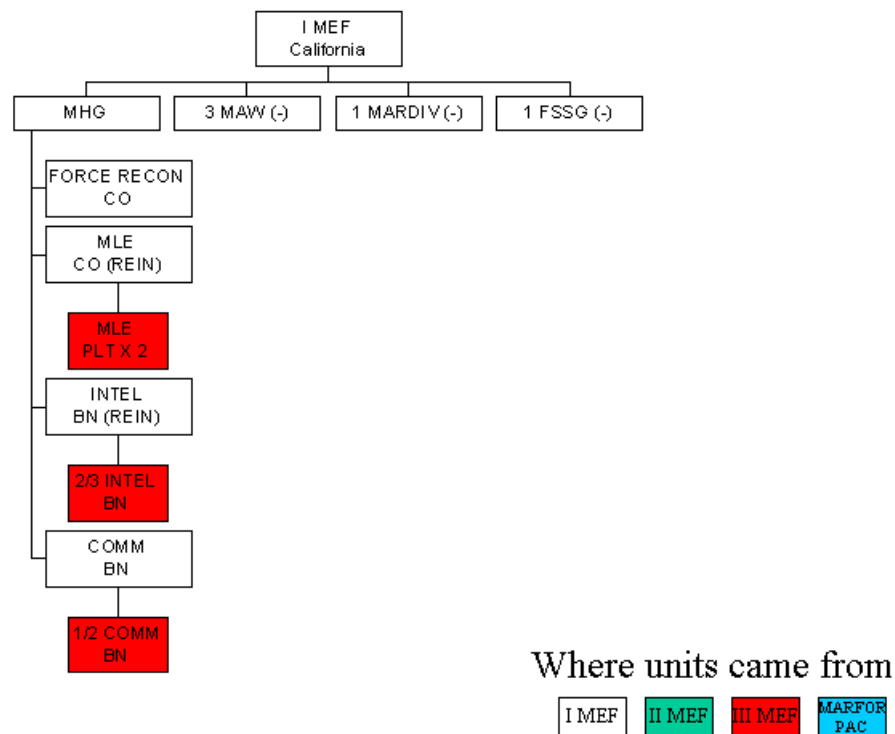 I MEF
California
MHG
3 MAW (-)
1 MARDIV (-)
1 FSSG (-)
FORCE RECON
CO
MLE
CO (REIN)
MLE
PLT X 2
INTEL
BN (REIN)
2/3 INTEL
BN
COMM
BN
1/2 COMM
BN
Where units came from
I MEF
II MEF
III MEF
MARFOR
PAC